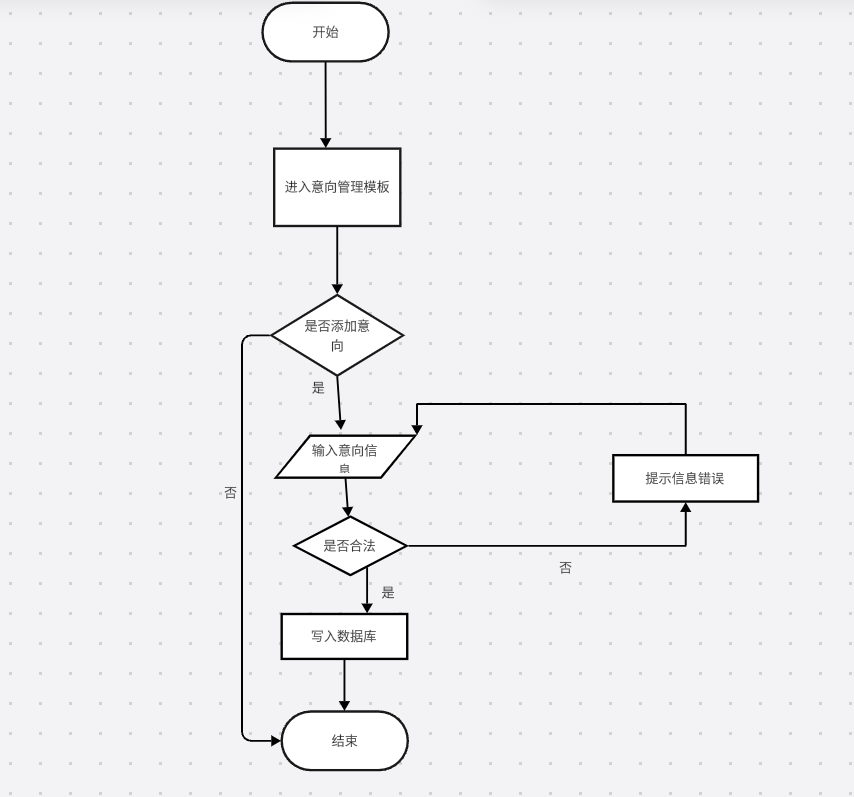 开始
进入意向管理模板
是否添加意
向
是
输入意向信
息
提示信息错误
否
是否合法
否
是
写入数据库
结束